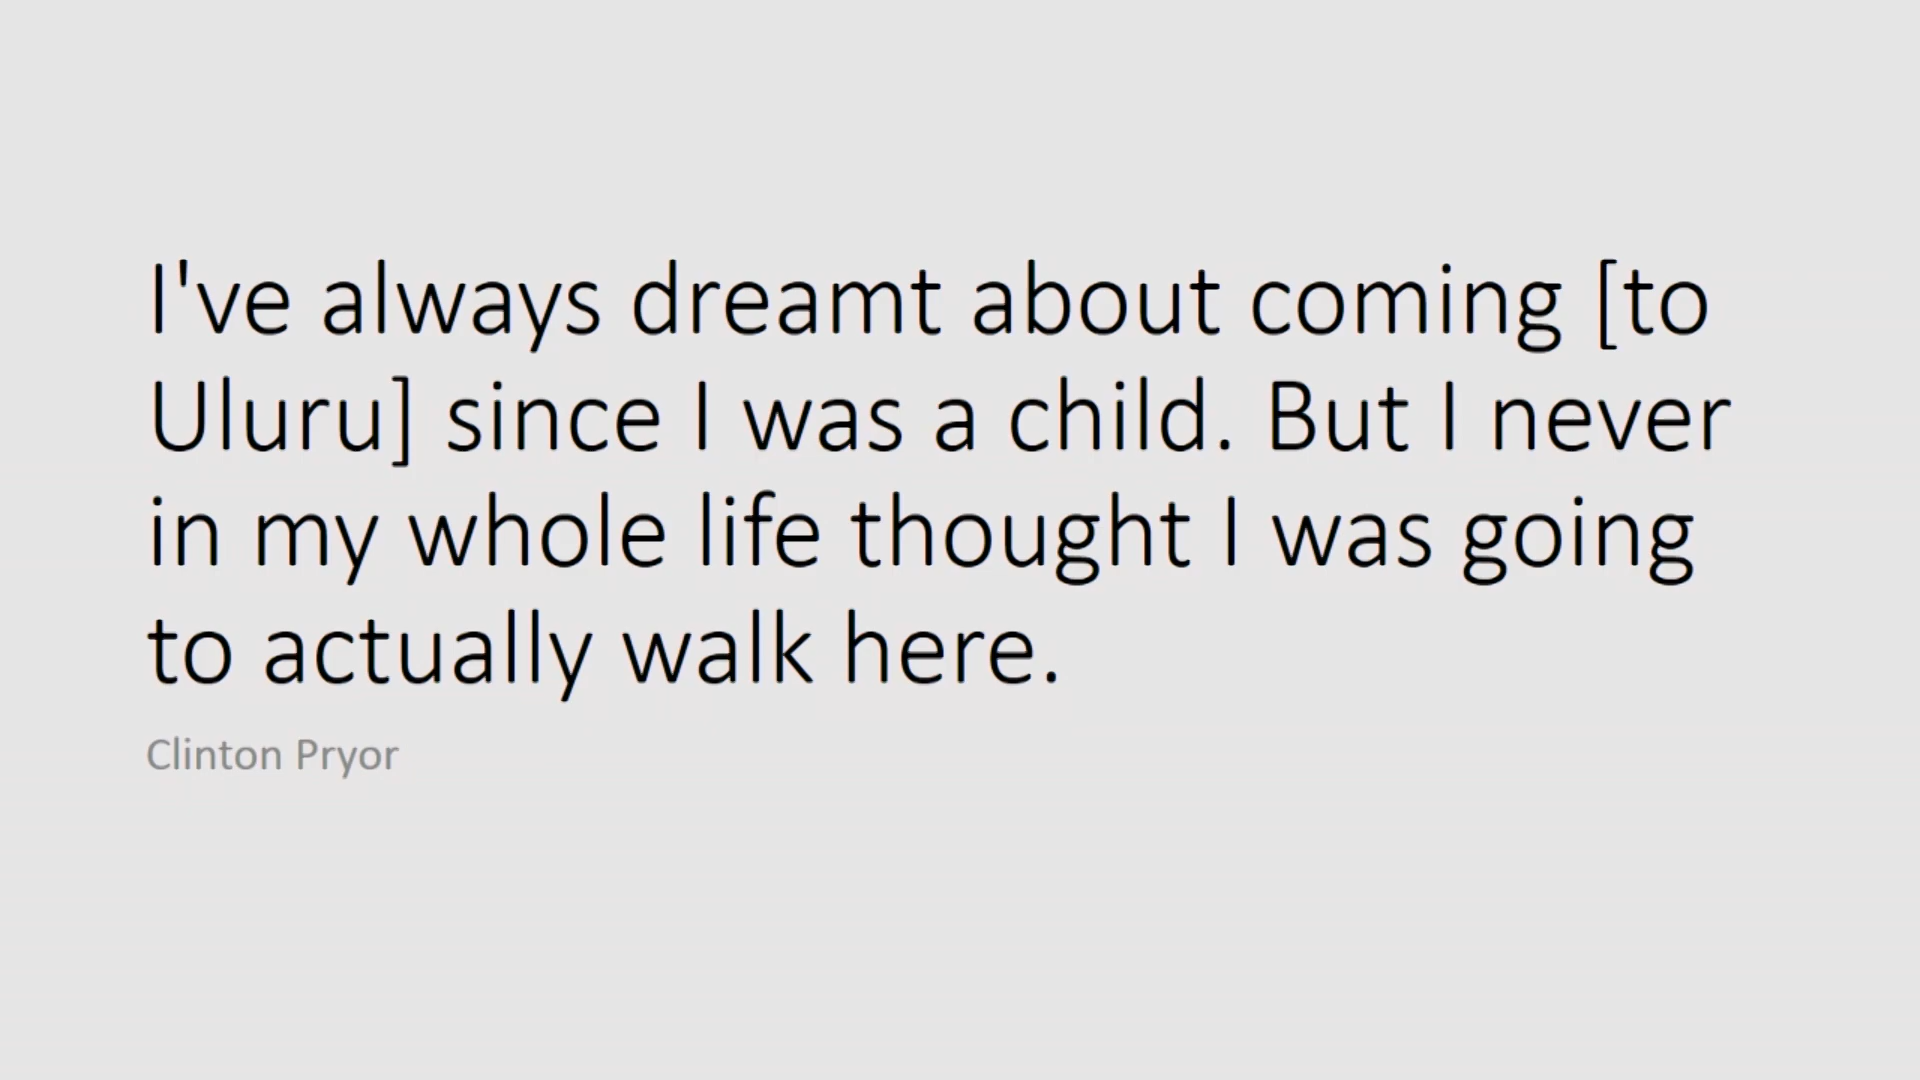 I've always dreamt about coming [to
Uluru] since I was a child. But I never
in my whole life thought I was going
to actually walk here.
Clinton Pryor